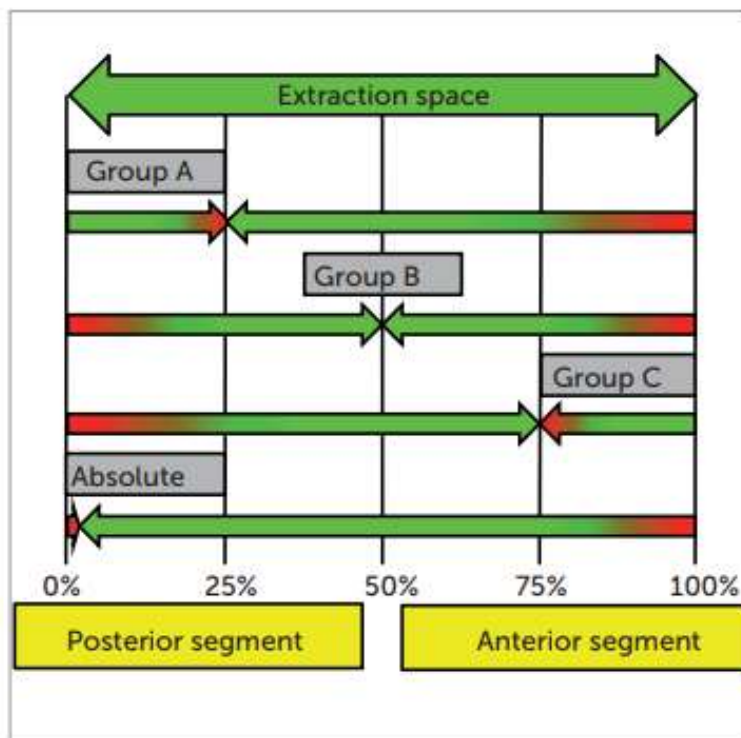 Extraction space
Group A
Group B
Group C
Absolute
0% 25% 50% 75% 100%
Posterior segment Anterior segment